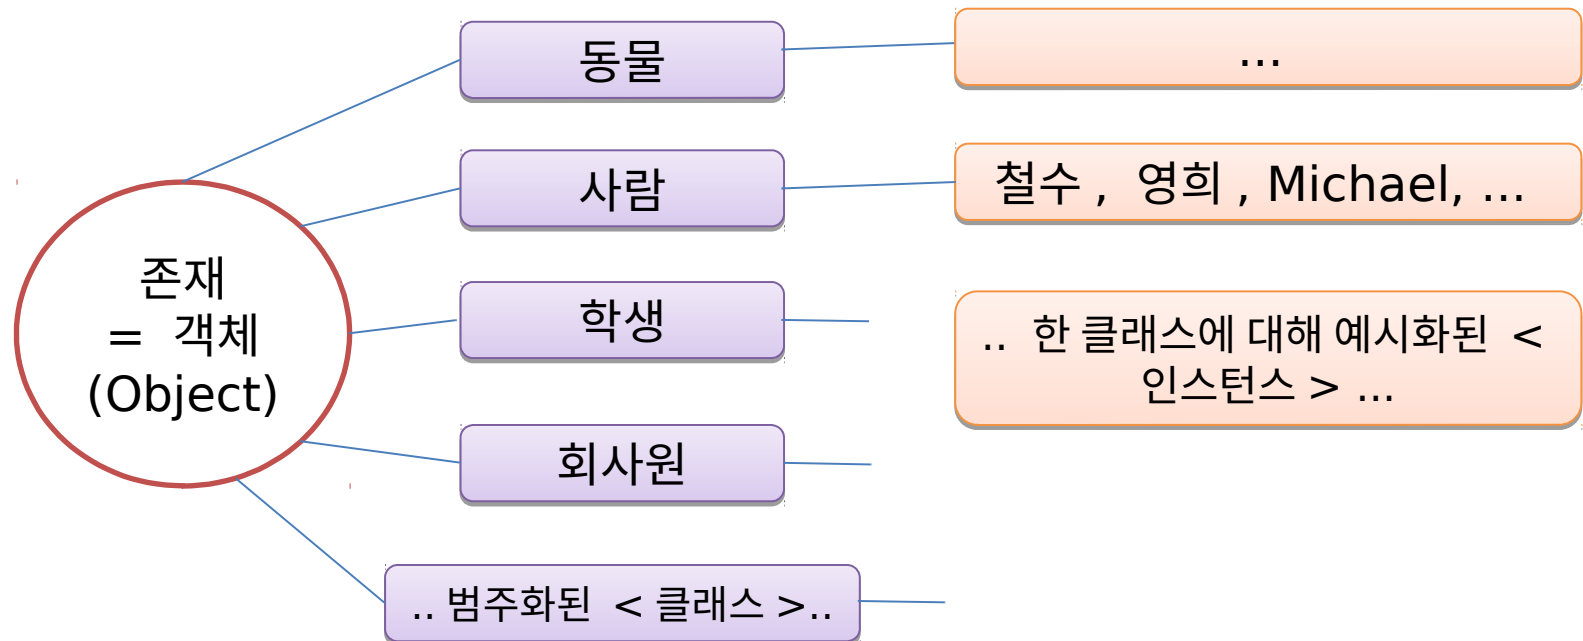 동물
...
사람
철수 , 영희 , Michael, ...
존재
= 객체
(Object)
학생
.. 한 클래스에 대해 예시화된 <
인스턴스 > ...
회사원
.. 범주화된 < 클래스 >..